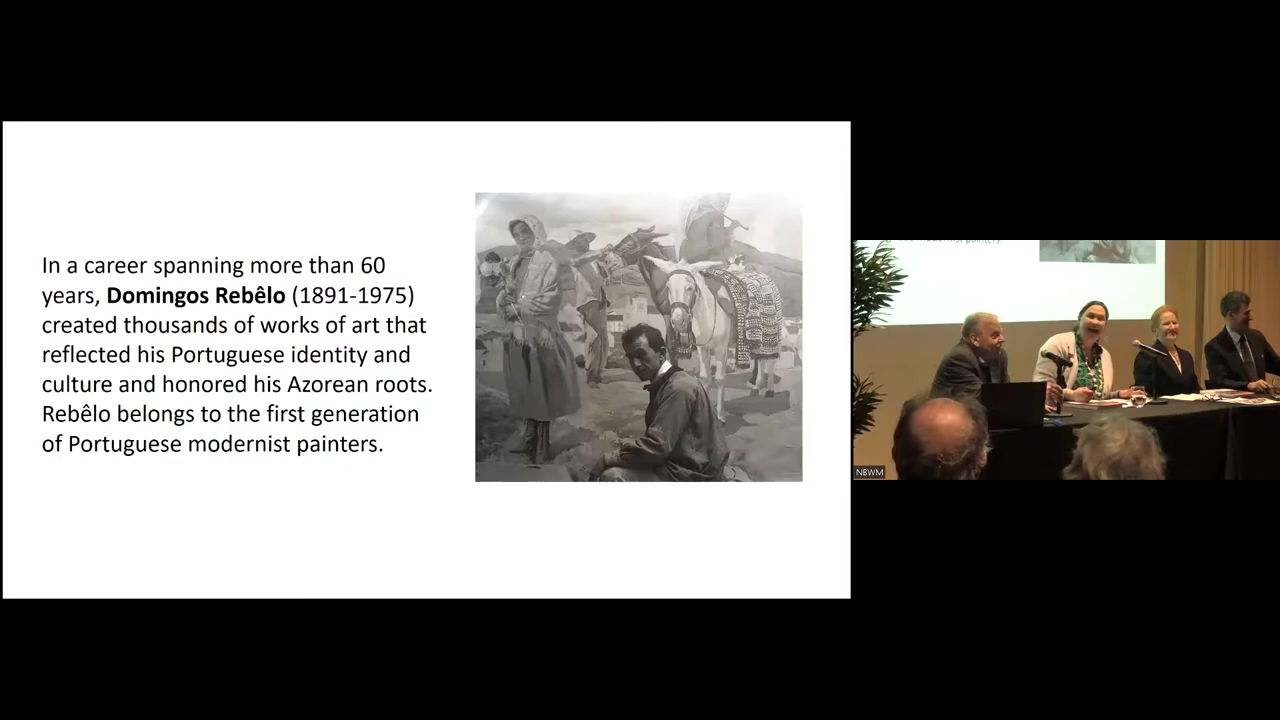 In a career spanning more than 60
years, Domingos Rebêlo (1891-1975)
created thousands of works of art that
reflected his Portuguese identity and
culture and honored his Azorean roots.
Rebêlo belongs to the first generation
of Portuguese modernist painters.
modernist painters.
NBWM